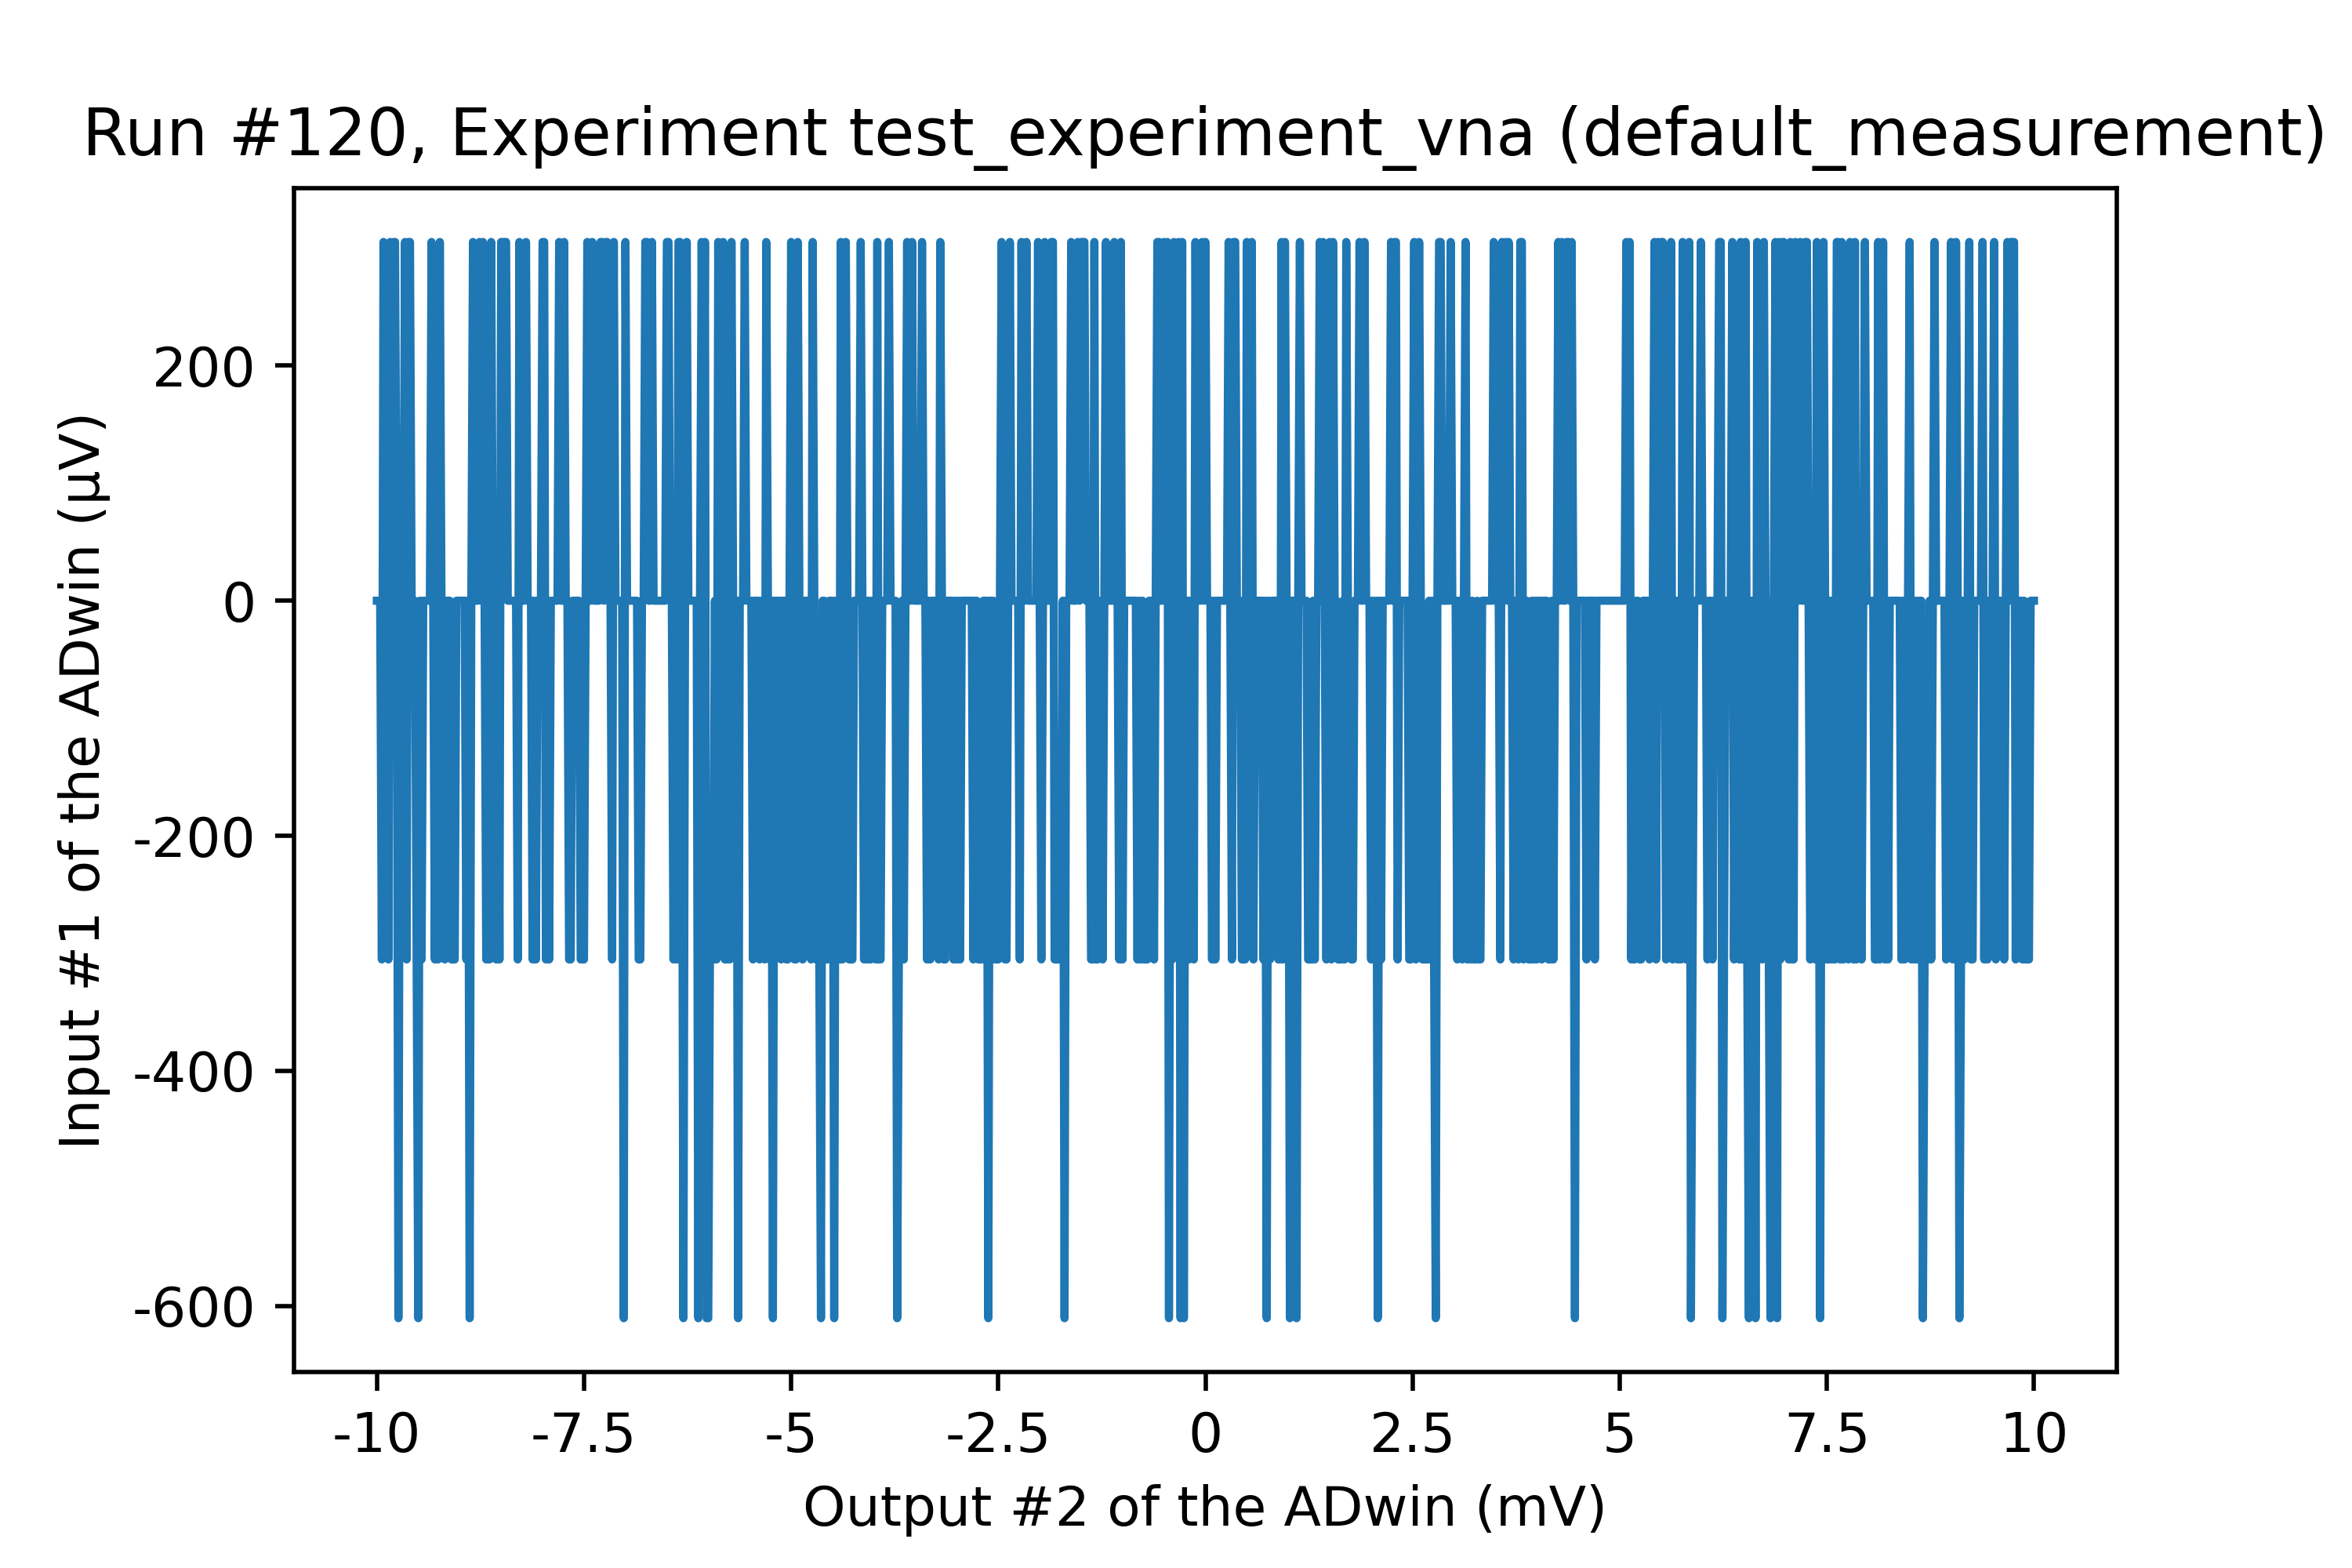 Run #120, Experiment test_experiment_vna (default_measurement)
Input #1 of the ADwin (µV)
200
0
-200
-400
-600
-10 -7.5 -5 -2.5 0 2.5 5 7.5 10
Output #2 of the ADwin (mV)